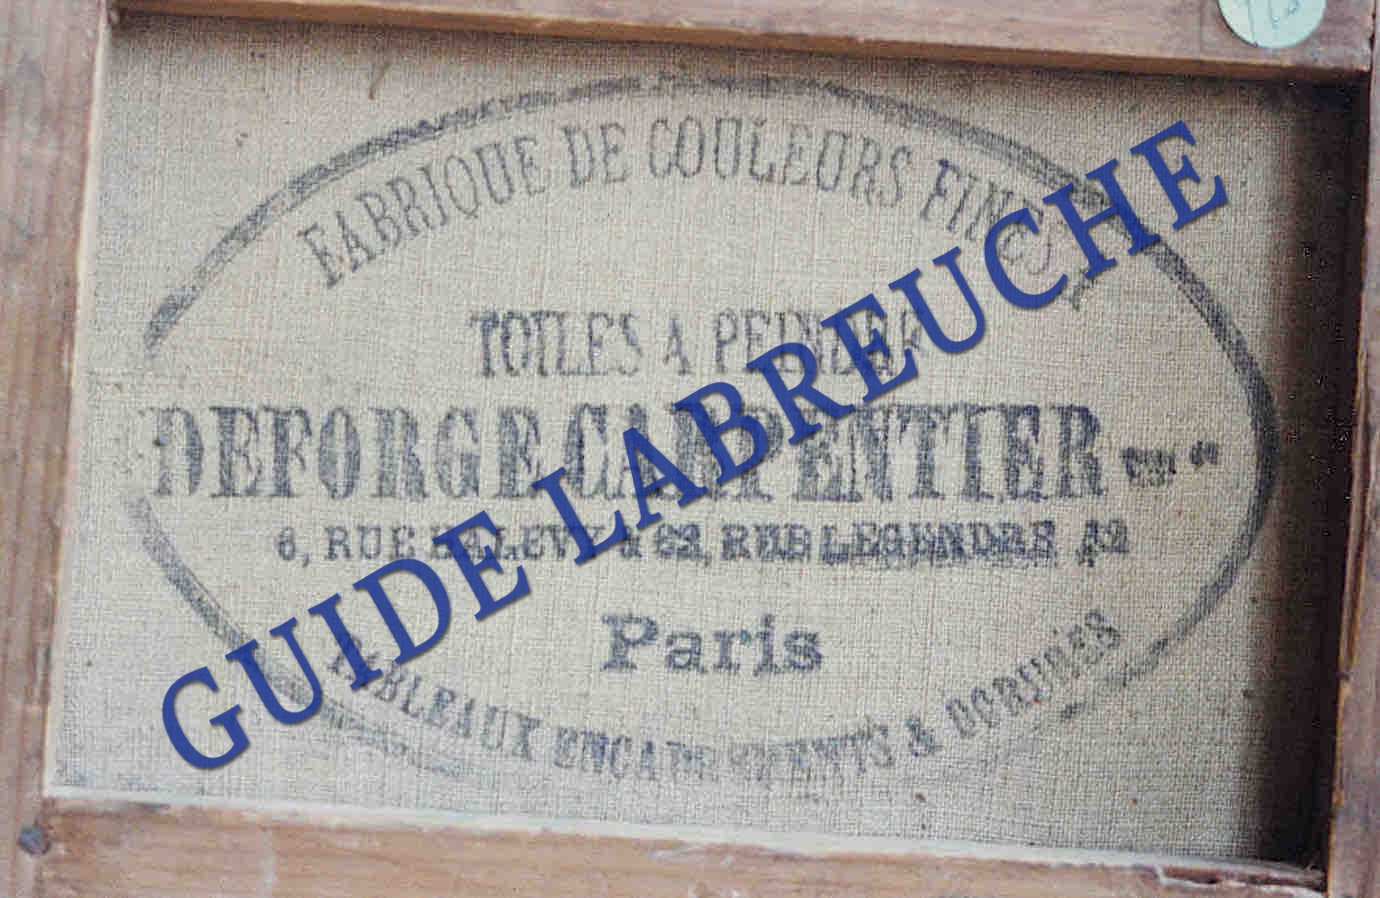 FABRIQUE DE COULEURS FINES
TOILES A PEINDRE
DEFORGE CARPENTIER
6, RUE HALEVY & 62, RUE LEGENDRE, 62
Paris
TABLEAUX ENCADREMENTS & DORURES
GUIDE LABREUCHE